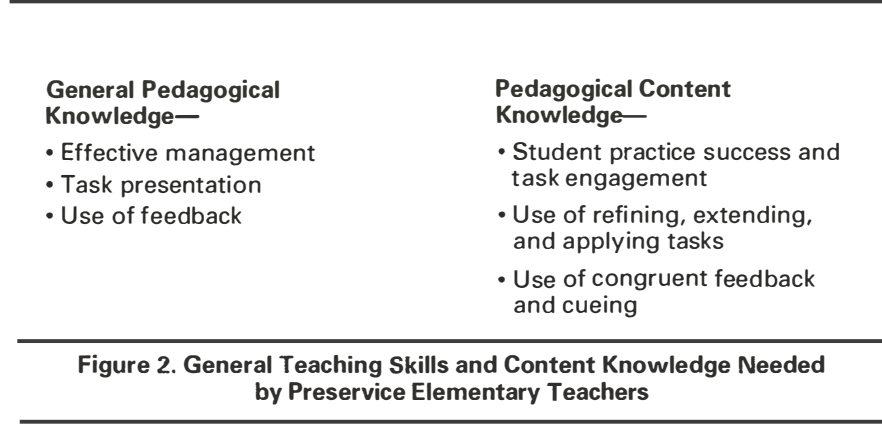 General Pedagogical
Knowledge—
• Effective management
• Task presentation
• Use of feedback
Pedagogical Content
Knowledge—
• Student practice success and
task engagement
• Use of refining, extending,
and applying tasks
• Use of congruent feedback
and cueing
Figure 2. General Teaching Skills and Content Knowledge Needed
by Preservice Elementary Teachers